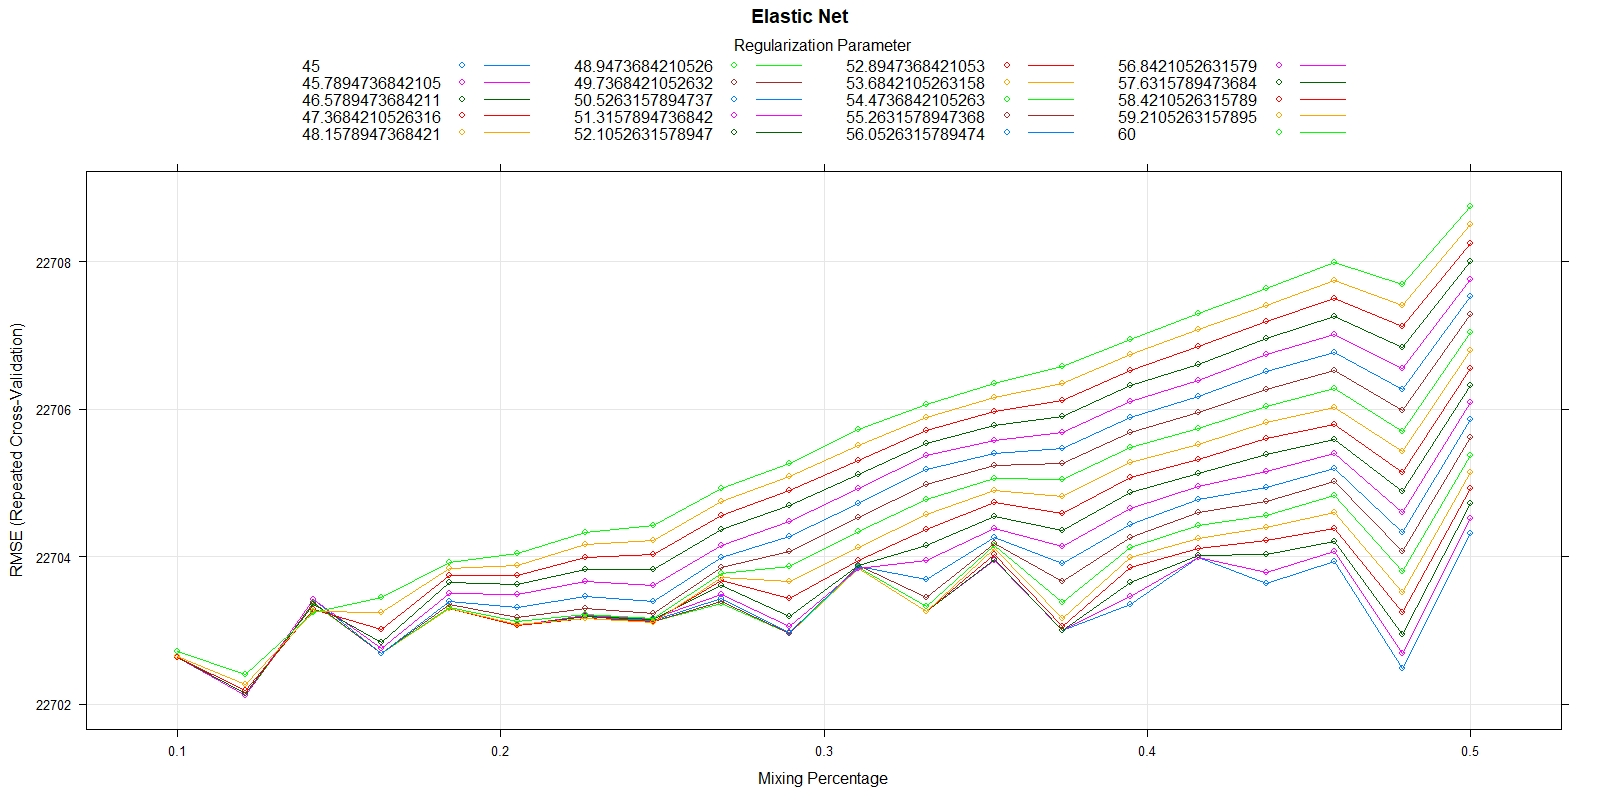 Elastic Net
Regularization Parameter
45 48.9473684210526 52.8947368421053 56.8421052631579
45.7894736842105 49.7368421052632 53.6842105263158 57.6315789473684
46.5789473684211 50.5263157894737 54.4736842105263 58.4210526315789
47.3684210526316 51.3157894736842 55.2631578947368 59.2105263157895
48.1578947368421 52.1052631578947 56.0526315789474 60
22708
22706
22704
22702
RMSE (Repeated Cross-Validation)
0.1 0.2 0.3 0.4 0.5
Mixing Percentage